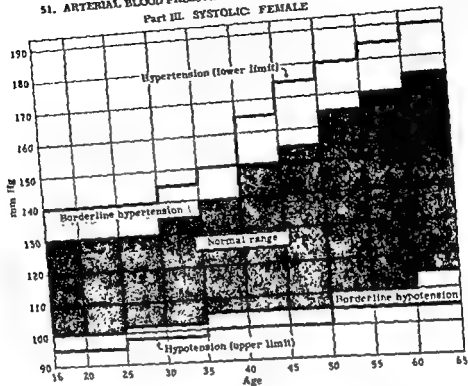 51. ARTERIAL BLOOD
Part III. SYSTOLIC: FEMALE
190
180
170
160
150
140
130
120
110
100
90
mm Hg
Hypertension (lower limit)
Borderline hypertension
Normal range
Borderline hypotension
Hypotension (upper limit)
16 20 25 30 35 40 45 50 55 60 65
Age